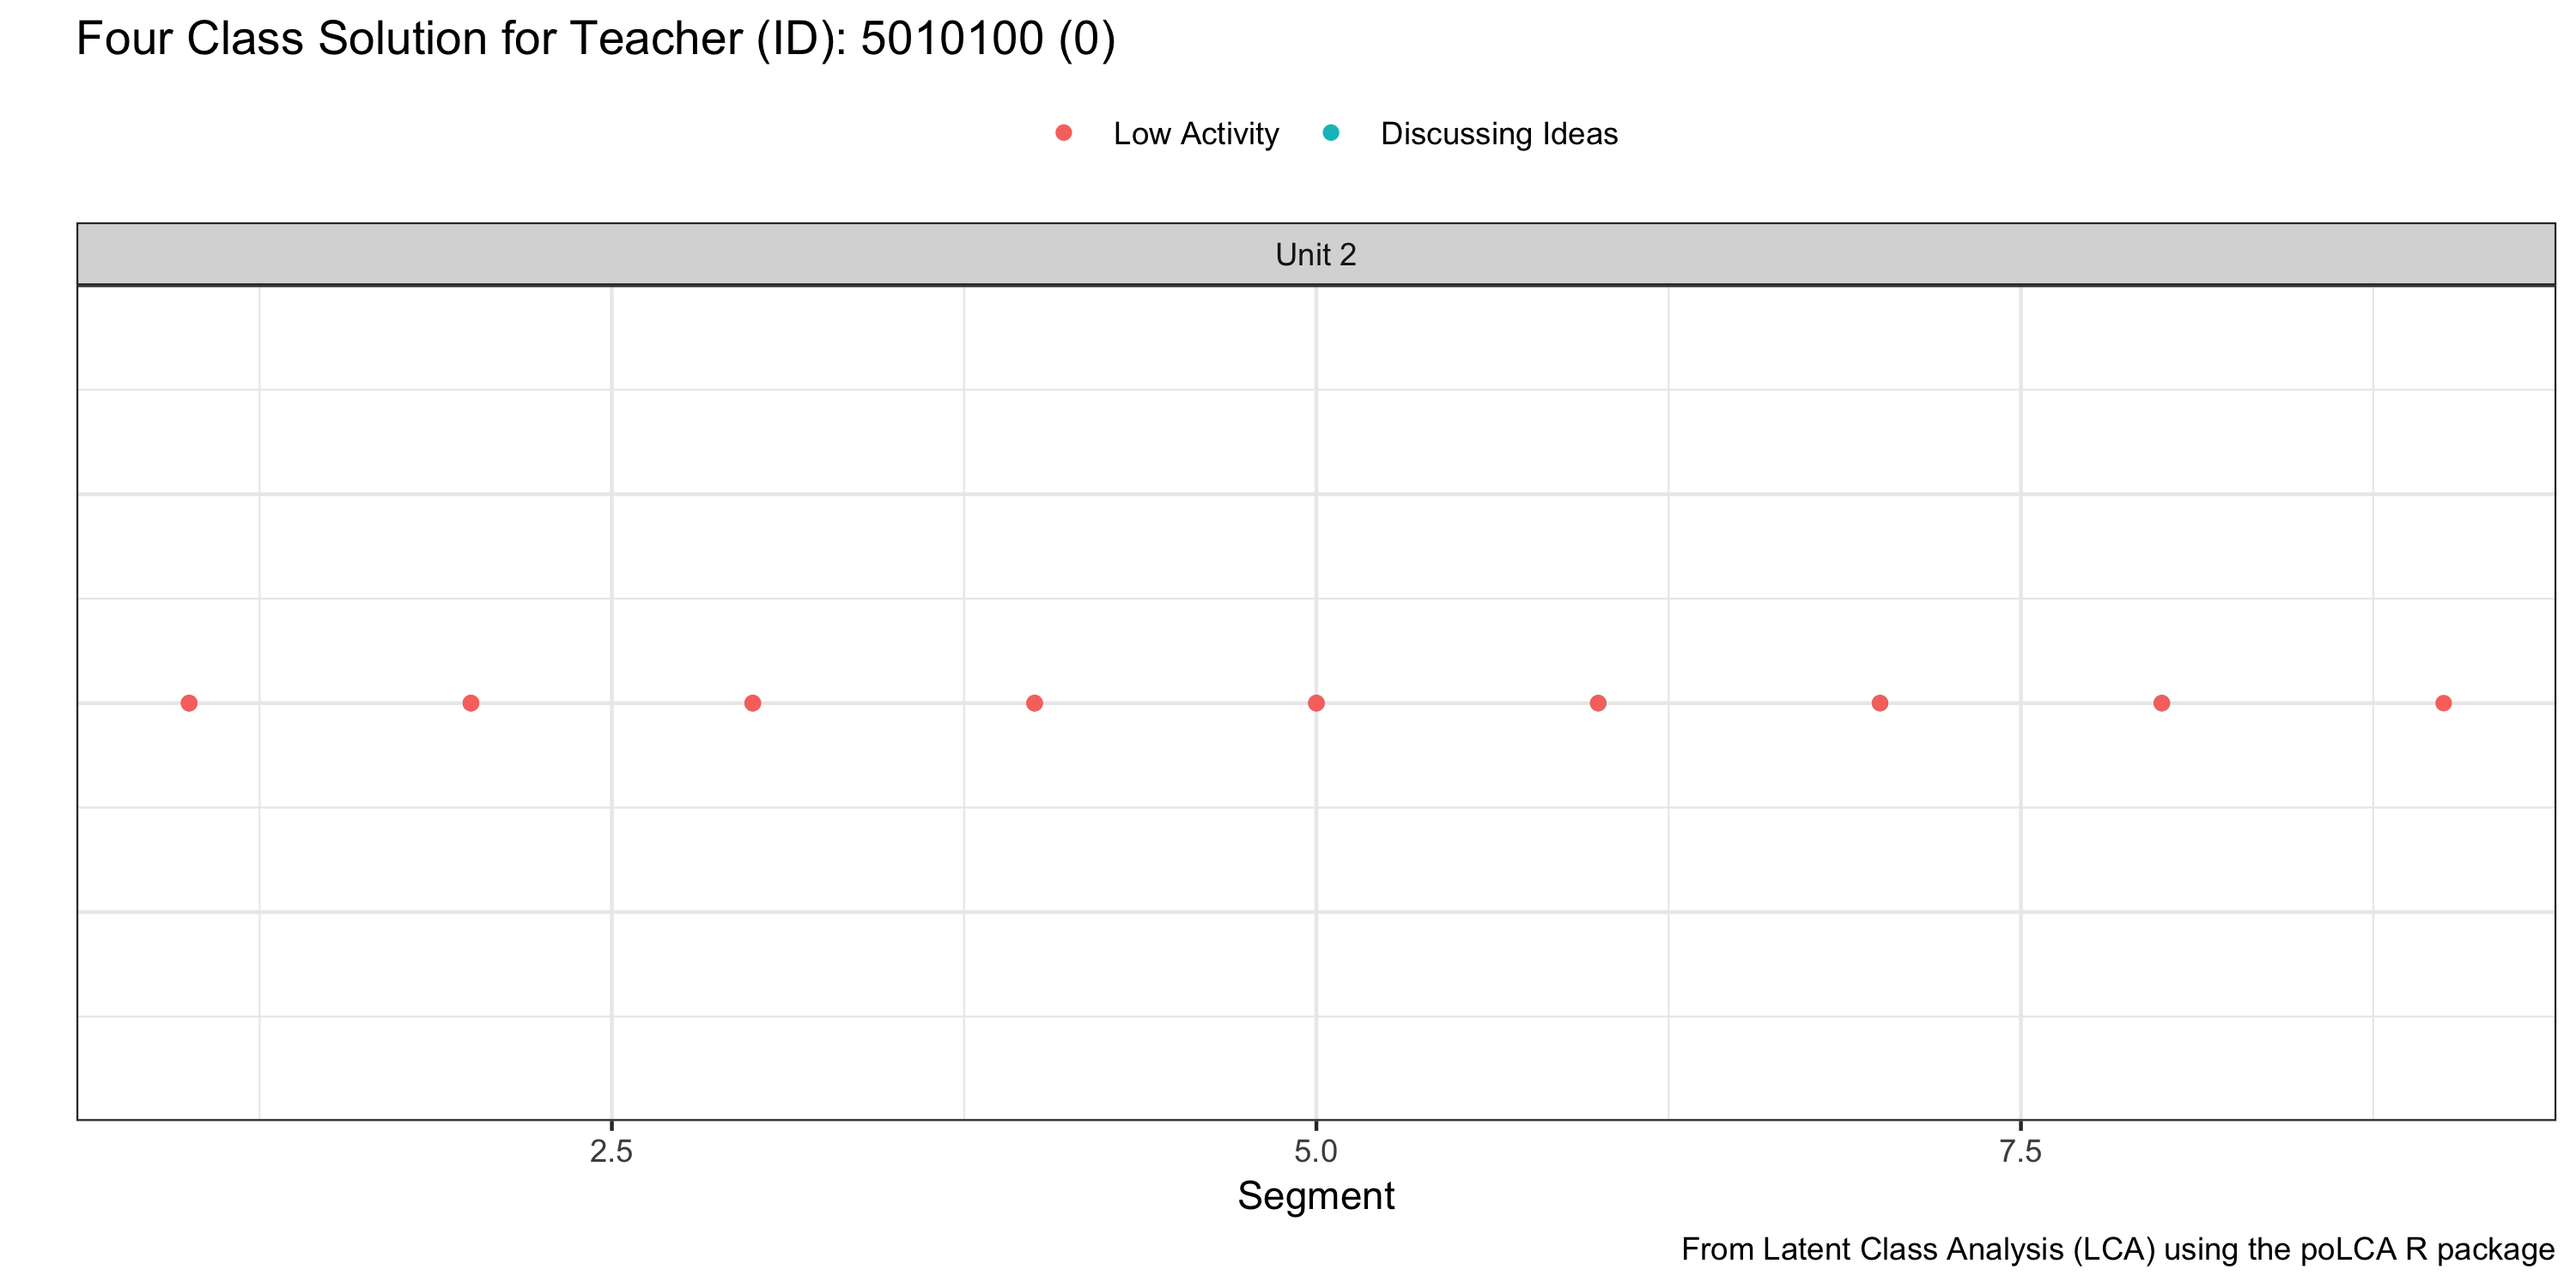 Four Class Solution for Teacher (ID): 5010100 (0)
Low Activity Discussing Ideas
Unit 2
2.5 5.0 7.5
Segment
From Latent Class Analysis (LCA) using the poLCA R package